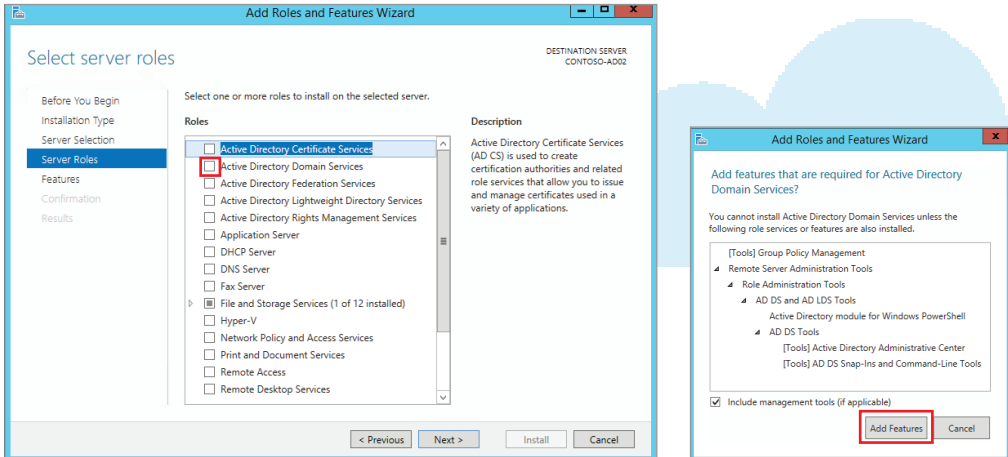 Add Roles and Features Wizard
Select server roles
DESTINATION SERVER
CONTOSO-AD02
Before You Begin
Installation Type
Server Selection
Server Roles
Features
Confirmation
Results
Select one or more roles to install on the selected server.
Roles
Active Directory Certificate Services
Active Directory Domain Services
Active Directory Federation Services
Active Directory Lightweight Directory Services
Active Directory Rights Management Services
Application Server
DHCP Server
DNS Server
Fax Server
File and Storage Services (1 of 12 installed)
Hyper-V
Network Policy and Access Services
Print and Document Services
Remote Access
Remote Desktop Services
Description
Active Directory Certificate Services
(AD CS) is used to create
certification authorities and related
role services that allow you to issue
and manage certificates used in a
variety of applications.
< Previous
Next >
Install
Cancel
Add Roles and Features Wizard
Add features that are required for Active Directory
Domain Services?
You cannot install Active Directory Domain Services unless the
following role services or features are also installed.
[Tools] Group Policy Management
Remote Server Administration Tools
Role Administration Tools
AD DS and AD LDS Tools
Active Directory module for Windows PowerShell
AD DS Tools
[Tools] Active Directory Administrative Center
[Tools] AD DS Snap-Ins and Command-Line Tools
Include management tools (if applicable)
Add Features
Cancel